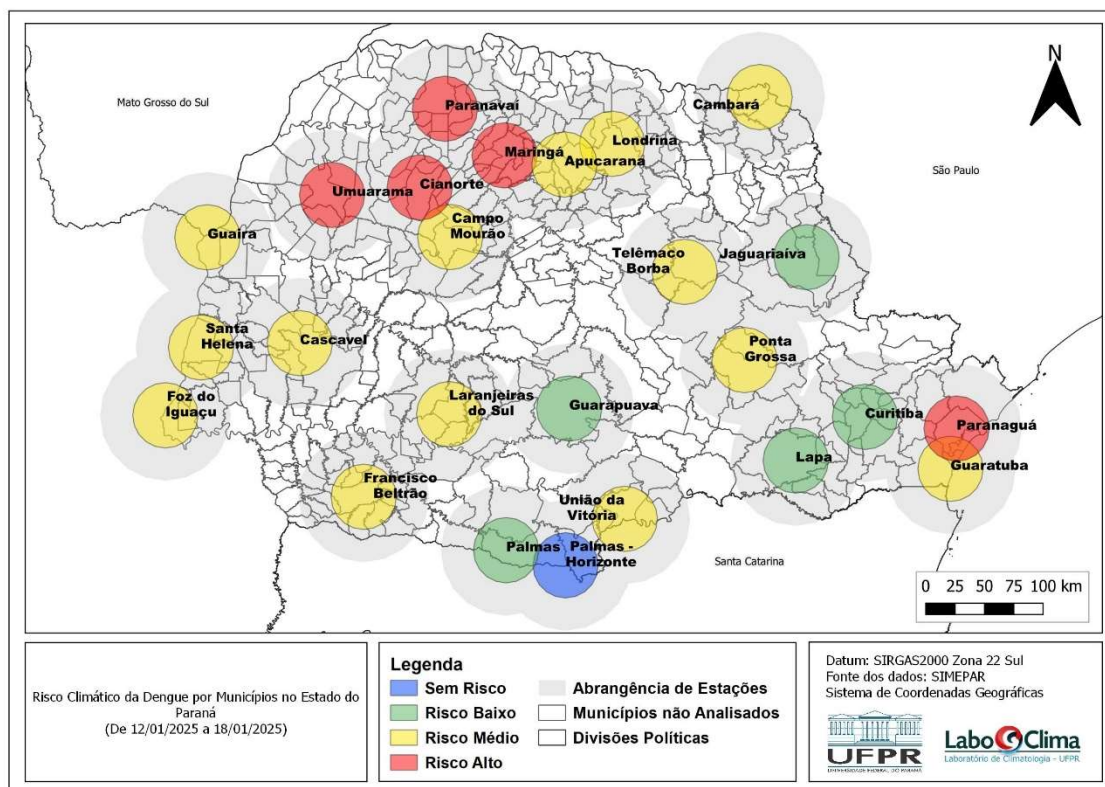 Mato Grosso do Sul
N
Cambará
Paranavaí
Londrina
Maringá
Apucarana
São Paulo
Umuarama
Cianorte
Campo
Mourão
Guaíra
Telêmaco
Borba
Jaguariaíva
Santa
Helena
Cascavel
Ponta
Grossa
Foz do
Iguaçu
Laranjeiras
do Sul
Guarapuava
Curitiba
Paranaguá
Lapa
Guaratuba
Francisco
Beltrão
União da
Vitória
Palmas
Palmas -
Horizonte
Santa Catarina
0 25 50 75 100 km
Risco Climático da Dengue por Municípios no Estado do
Paraná
(De 12/01/2025 a 18/01/2025)
Legenda
Sem Risco
Risco Baixo
Risco Médio
Risco Alto
Abrangência de Estações
Municípios não Analisados
Divisões Políticas
Datum: SIRGAS2000 Zona 22 Sul
Fonte dos dados: SIMEPAR
Sistema de Coordenadas Geográficas
UFPR
UNIVERSIDADE FEDERAL DO PARANÁ
LaboClima
Laboratório de Climatologia - UFPR